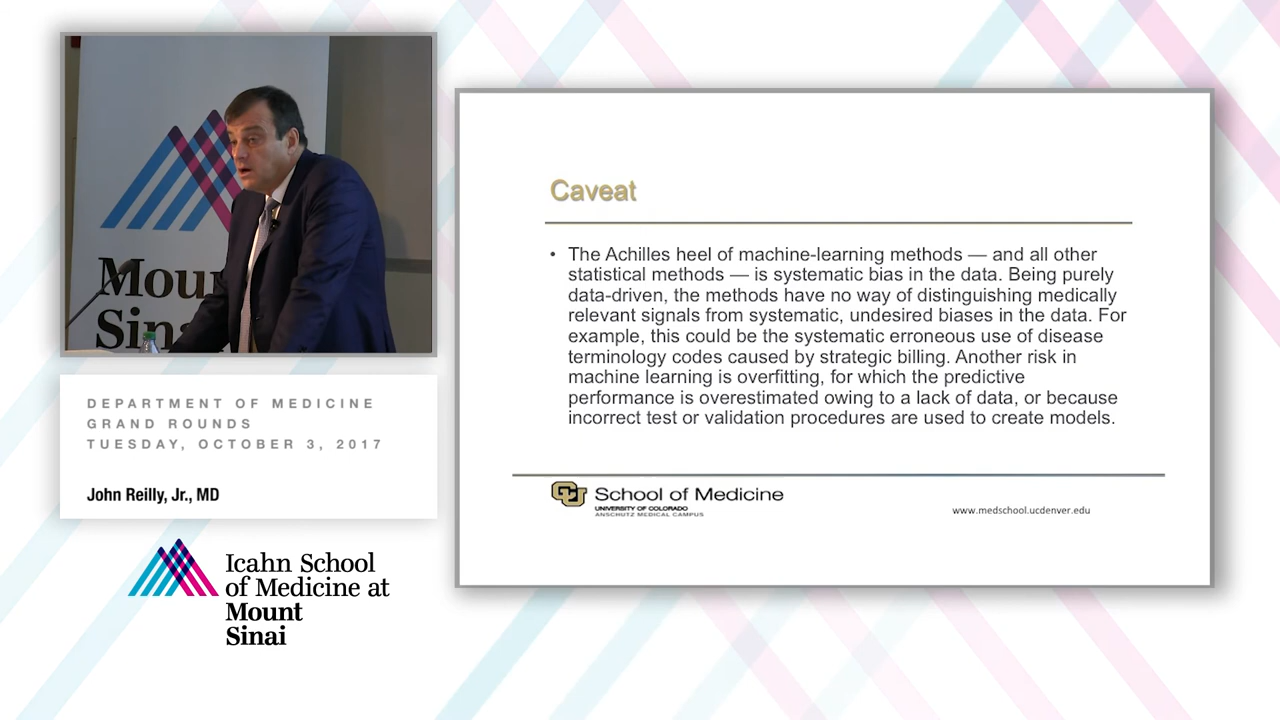 Moun
Sina
DEPARTMENT OF MEDICINE
GRAND ROUNDS
TUESDAY, OCTOBER 3, 2017
John Reilly, Jr., MD
Icahn School
of Medicine at
Mount
Sinai
Caveat
• The Achilles heel of machine-learning methods — and all other
statistical methods — is systematic bias in the data. Being purely
data-driven, the methods have no way of distinguishing medically
relevant signals from systematic, undesired biases in the data. For
example, this could be the systematic erroneous use of disease
terminology codes caused by strategic billing. Another risk in
machine learning is overfitting, for which the predictive
performance is overestimated owing to a lack of data, or because
incorrect test or validation procedures are used to create models.
CU School of Medicine
UNIVERSITY OF COLORADO
ANSCHUTZ MEDICAL CAMPUS
www.medschool.ucdenver.edu